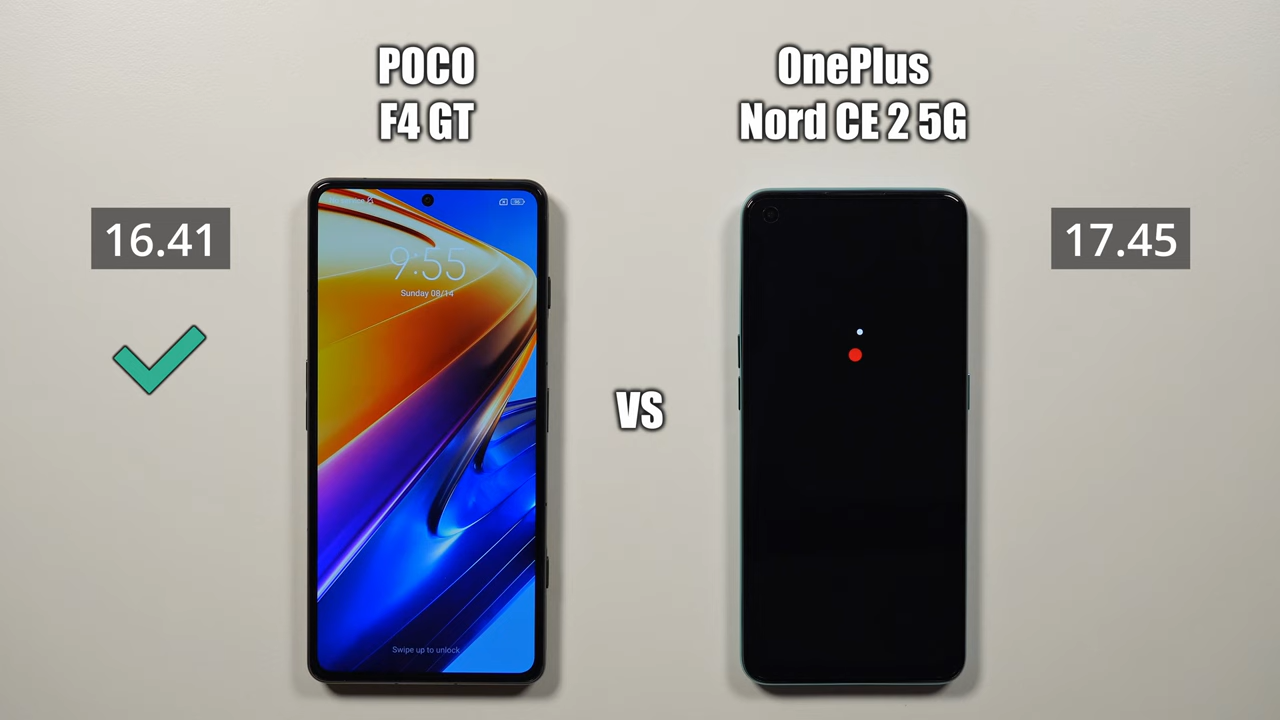 POCO
F4 GT
OnePlus
Nord CE 2 5G
16.41
17.45
9:55
Sunday 08/14
VS
Swipe up to unlock